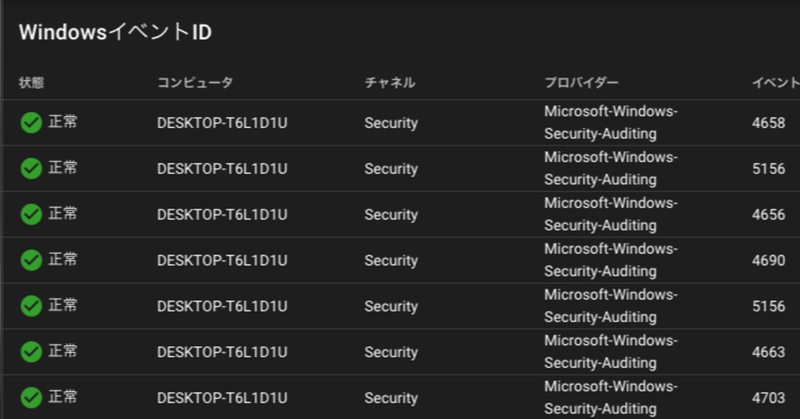 WindowsイベントID
状態 コンピュータ チャネル プロバイダー イベント
正常 DESKTOP-T6L1D1U Security Microsoft-Windows-
Security-Auditing 4658
正常 DESKTOP-T6L1D1U Security Microsoft-Windows-
Security-Auditing 5156
正常 DESKTOP-T6L1D1U Security Microsoft-Windows-
Security-Auditing 4656
正常 DESKTOP-T6L1D1U Security Microsoft-Windows-
Security-Auditing 4690
正常 DESKTOP-T6L1D1U Security Microsoft-Windows-
Security-Auditing 5156
正常 DESKTOP-T6L1D1U Security Microsoft-Windows-
Security-Auditing 4663
正常 DESKTOP-T6L1D1U Security Microsoft-Windows-
Security-Auditing 4703